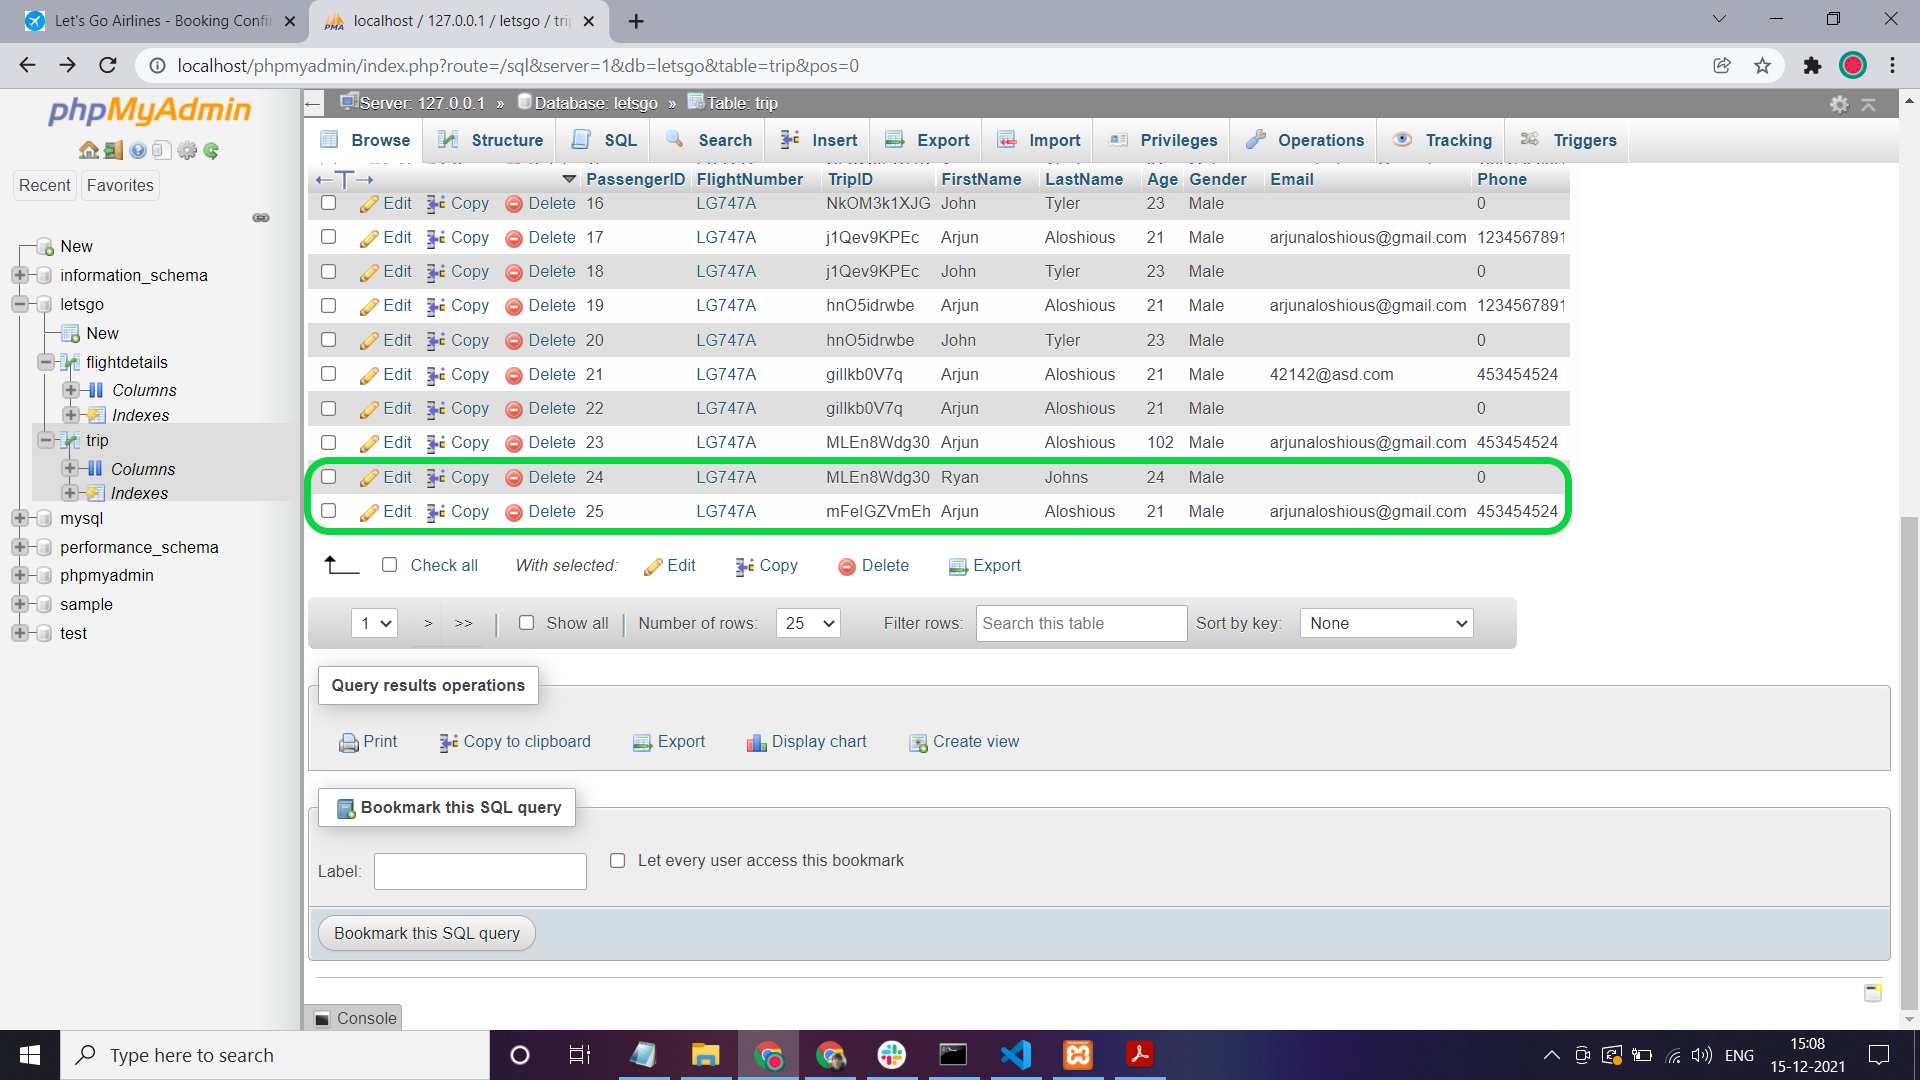 Let's Go Airlines - Booking Confir
localhost / 127.0.0.1 / letsgo / trip
localhost/phpmyadmin/index.php?route=/sql&server=1&db=letsgo&table=trip&pos=0
phpMyAdmin
Recent Favorites
New
information_schema
letsgo
New
flightdetails
Columns
Indexes
trip
Columns
Indexes
mysql
performance_schema
phpmyadmin
sample
test
Server: 127.0.0.1 » Database: letsgo » Table: trip
Browse Structure SQL Search Insert Export Import Privileges Operations Tracking Triggers
PassengerID FlightNumber TripID FirstName LastName Age Gender Email Phone
Edit Copy Delete 16 LG747A NkOM3k1XJG John Tyler 23 Male 0
Edit Copy Delete 17 LG747A j1Qev9KPEc Arjun Aloshious 21 Male arjunaloshious@gmail.com 1234567891
Edit Copy Delete 18 LG747A j1Qev9KPEc John Tyler 23 Male 0
Edit Copy Delete 19 LG747A hnO5idrwbe Arjun Aloshious 21 Male arjunaloshious@gmail.com 1234567891
Edit Copy Delete 20 LG747A hnO5idrwbe John Tyler 23 Male 0
Edit Copy Delete 21 LG747A gillkb0V7q Arjun Aloshious 21 Male 42142@asd.com 453454524
Edit Copy Delete 22 LG747A gillkb0V7q Arjun Aloshious 21 Male 0
Edit Copy Delete 23 LG747A MLEn8Wdg30 Arjun Aloshious 102 Male arjunaloshious@gmail.com 453454524
Edit Copy Delete 24 LG747A MLEn8Wdg30 Ryan Johns 24 Male 0
Edit Copy Delete 25 LG747A mFeIGZVmEh Arjun Aloshious 21 Male arjunaloshious@gmail.com 453454524
Check all With selected: Edit Copy Delete Export
1 > >> Show all Number of rows: 25 Filter rows: Search this table Sort by key: None
Query results operations
Print Copy to clipboard Export Display chart Create view
Bookmark this SQL query
Label: Let every user access this bookmark
Bookmark this SQL query
Console
Type here to search
ENG
15:08
15-12-2021